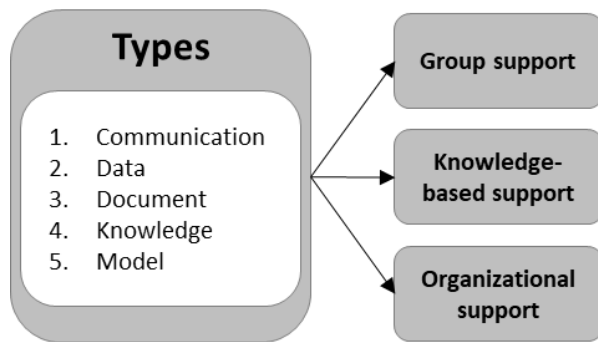 Types
1. Communication
2. Data
3. Document
4. Knowledge
5. Model
Group support
Knowledge-
based support
Organizational
support